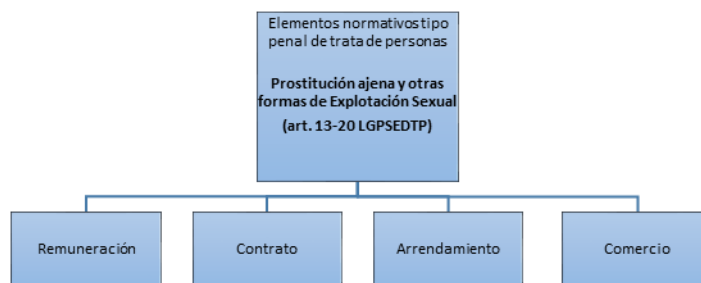 Elementos normativos tipo
penal de trata de personas
Prostitución ajena y otras
formas de Explotación Sexual
(art. 13-20 LGPSEDTP)
Remuneración
Contrato
Arrendamiento
Comercio